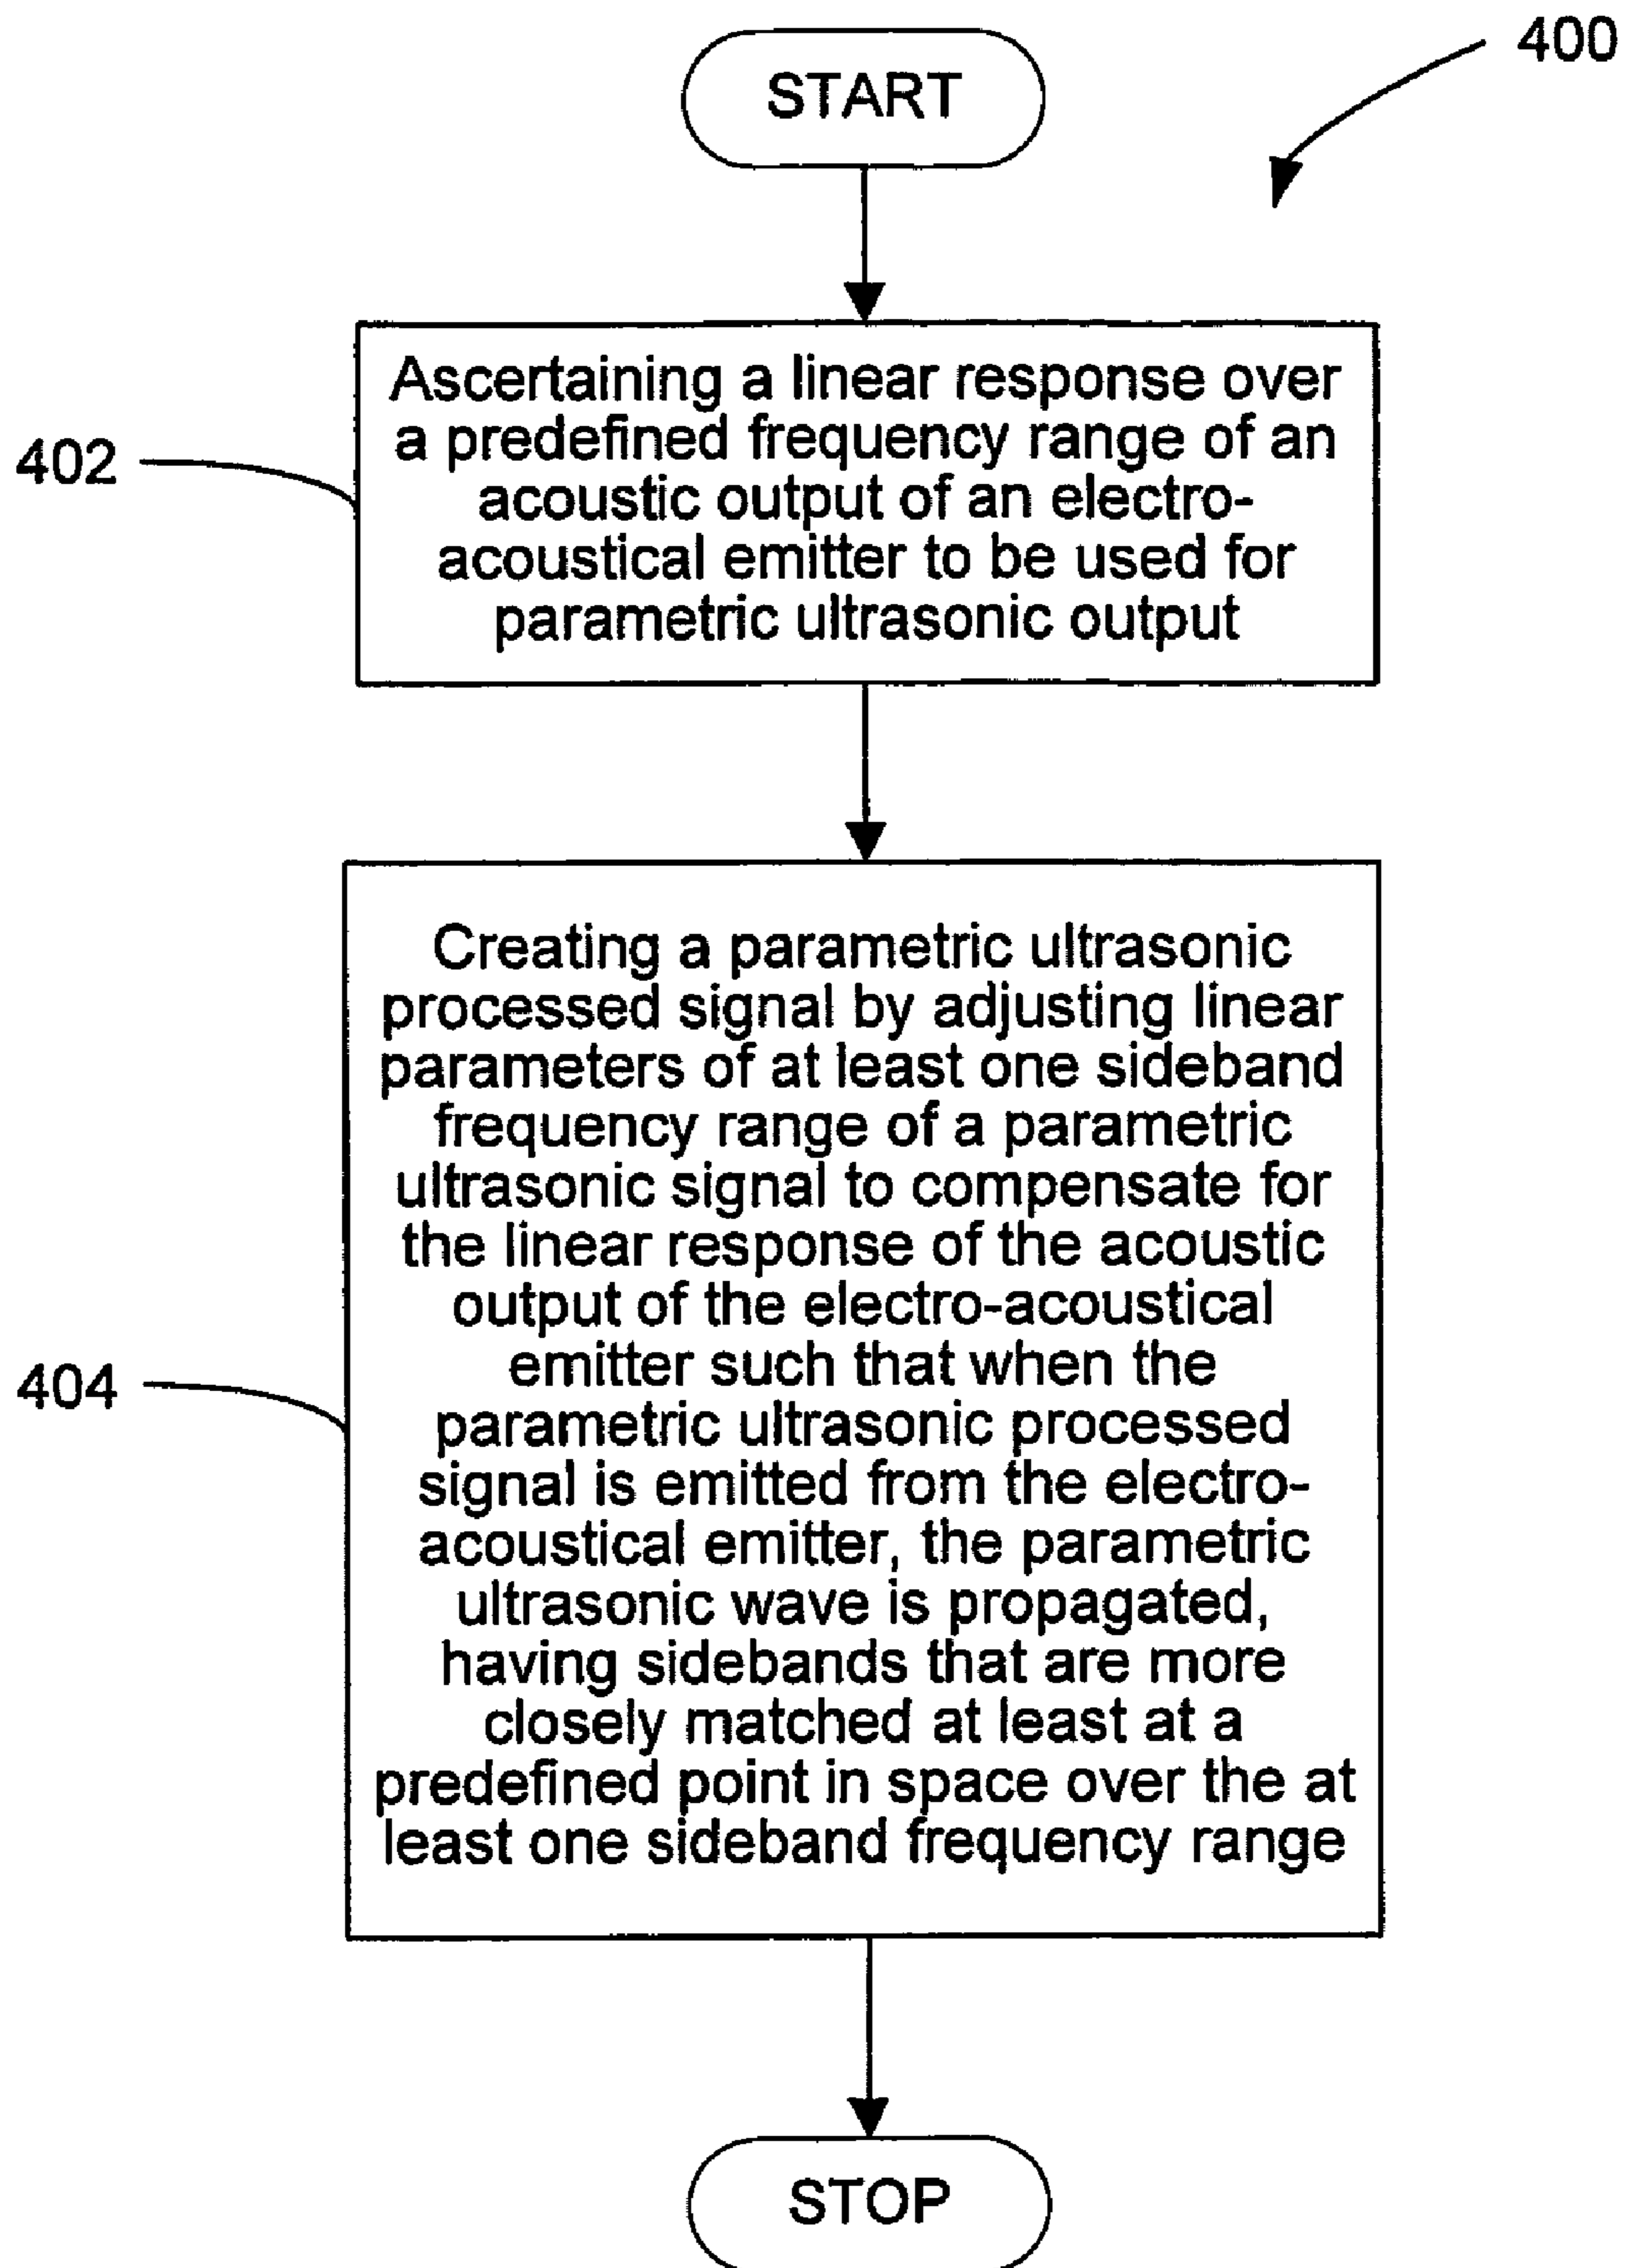 400
START
402
Ascertaining a linear response over
a predefined frequency range of an
acoustic output of an electro-
acoustical emitter to be used for
parametric ultrasonic output
404
Creating a parametric ultrasonic
processed signal by adjusting linear
parameters of at least one sideband
frequency range of a parametric
ultrasonic signal to compensate for
the linear response of the acoustic
output of the electro-acoustical
emitter such that when the
parametric ultrasonic processed
signal is emitted from the electro-
acoustical emitter, the parametric
ultrasonic wave is propagated,
having sidebands that are more
closely matched at least at a
predefined point in space over the at
least one sideband frequency range
STOP